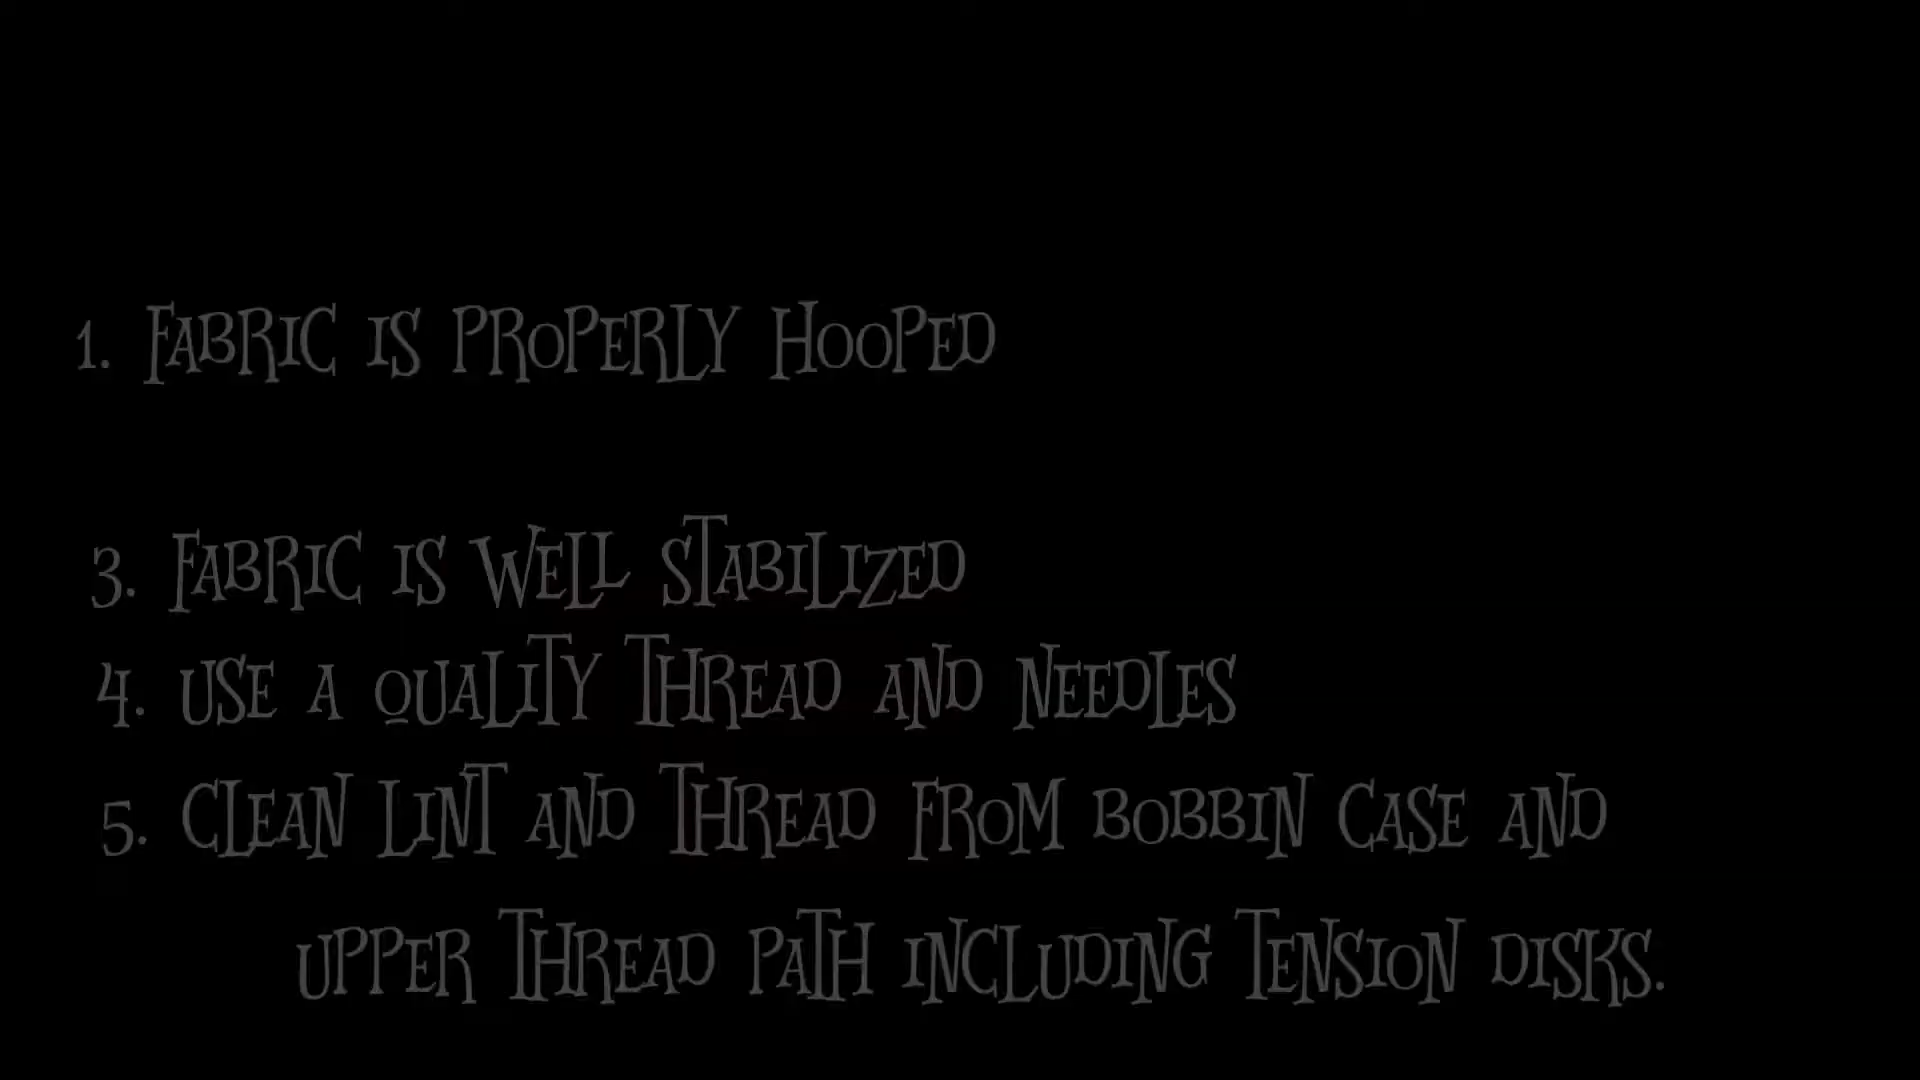 1. Fabric is properly hooped
3. Fabric is well stabilized
4. Use a quality thread and needles
5. Clean lint and thread from bobbin case and
upper thread path including tension disks.